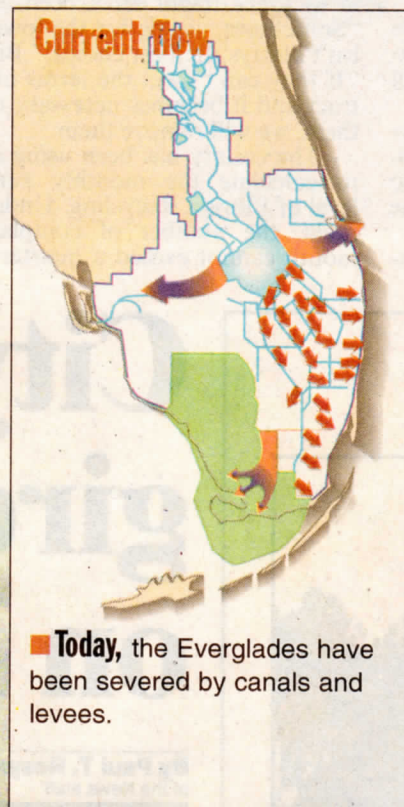 Current flow
■ Today, the Everglades have
been severed by canals and
levees.